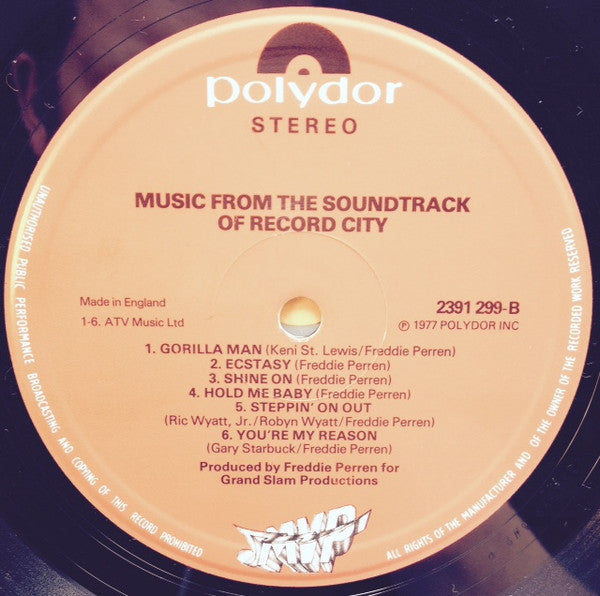 polydor
STEREO
MUSIC FROM THE SOUNDTRACK
OF RECORD CITY
Made in England
1-6. ATV Music Ltd
2391 299-B
℗ 1977 POLYDOR INC
1. GORILLA MAN (Keni St. Lewis/Freddie Perren)
2. ECSTASY (Freddie Perren)
3. SHINE ON (Freddie Perren)
4. HOLD ME BABY (Freddie Perren)
5. STEPPIN' ON OUT
(Ric Wyatt, Jr./Robyn Wyatt/Freddie Perren)
6. YOU'RE MY REASON
(Gary Starbuck/Freddie Perren)
Produced by Freddie Perren for
Grand Slam Productions
MVP
UNAUTHORISED PUBLIC PERFORMANCE BROADCASTING AND COPYING OF THIS RECORD PROHIBITED
ALL RIGHTS OF THE MANUFACTURER AND OF THE OWNER OF THE RECORDED WORK RESERVED